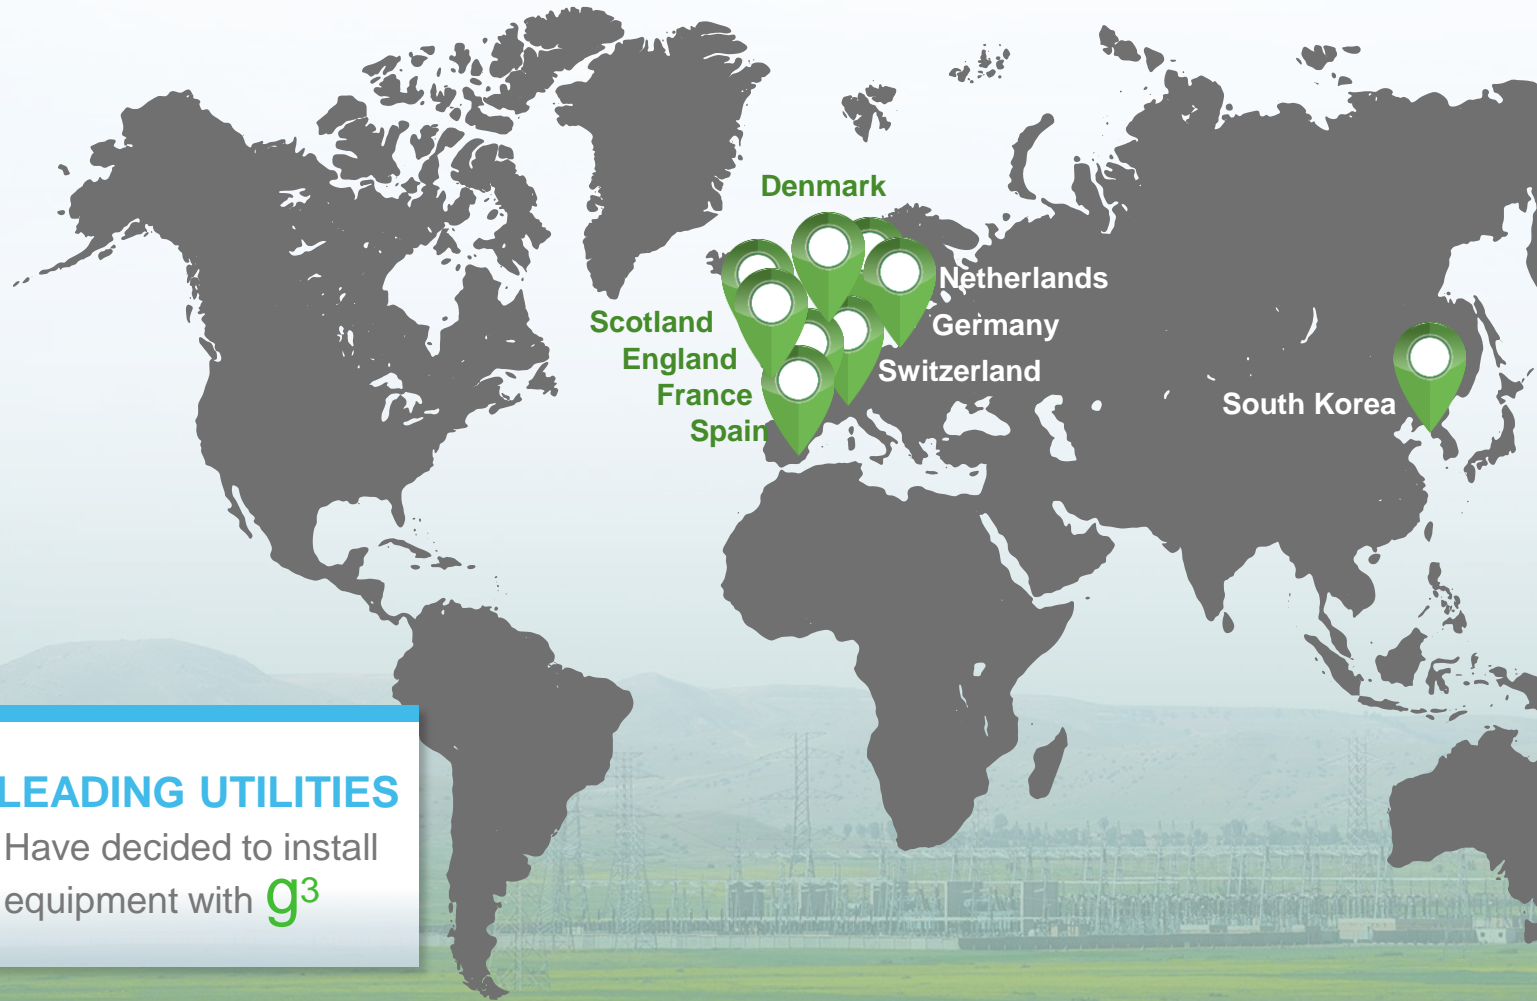 Denmark
Netherlands
Scotland
Germany
England
Switzerland
France
South Korea
Spain
LEADING UTILITIES
Have decided to install
equipment with g³